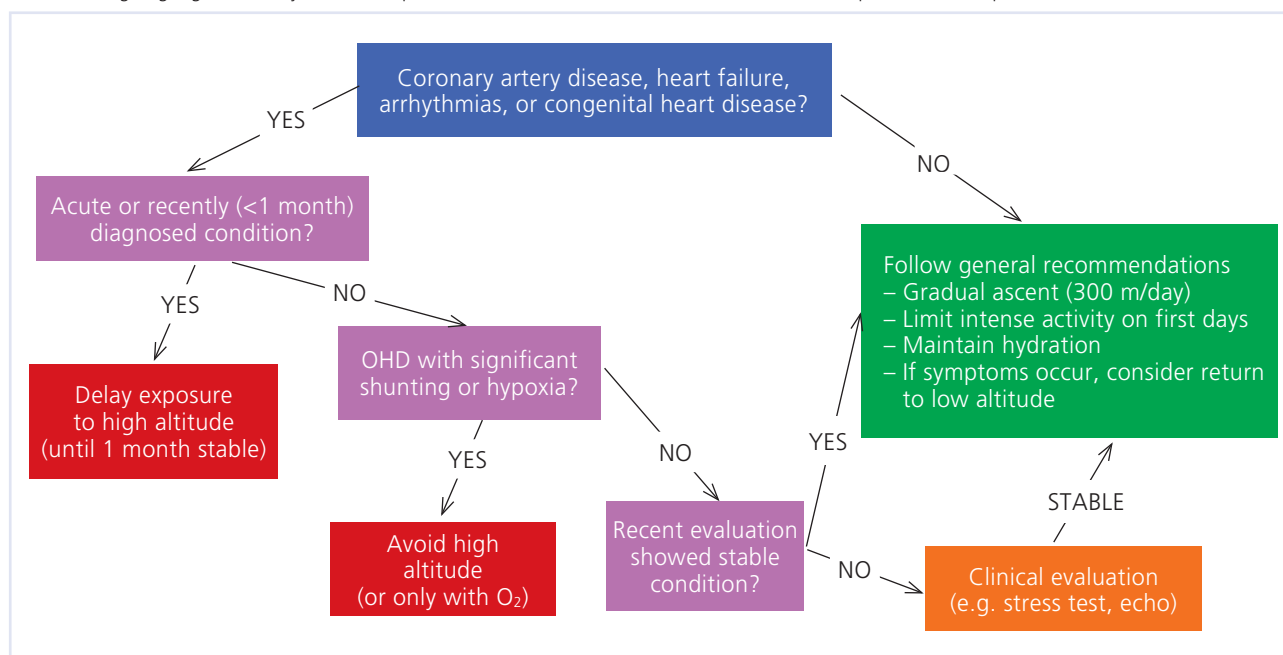 Coronary artery disease, heart failure,
arrhythmias, or congenital heart disease?
YES
NO
Acute or recently (<1 month)
diagnosed condition?
YES
NO
Delay exposure
to high altitude
(until 1 month stable)
OHD with significant
shunting or hypoxia?
YES
NO
Avoid high
altitude
(or only with O₂)
Recent evaluation
showed stable
condition?
YES
NO
Follow general recommendations
– Gradual ascent (300 m/day)
– Limit intense activity on first days
– Maintain hydration
– If symptoms occur, consider return
to low altitude
STABLE
Clinical evaluation
(e.g. stress test, echo)